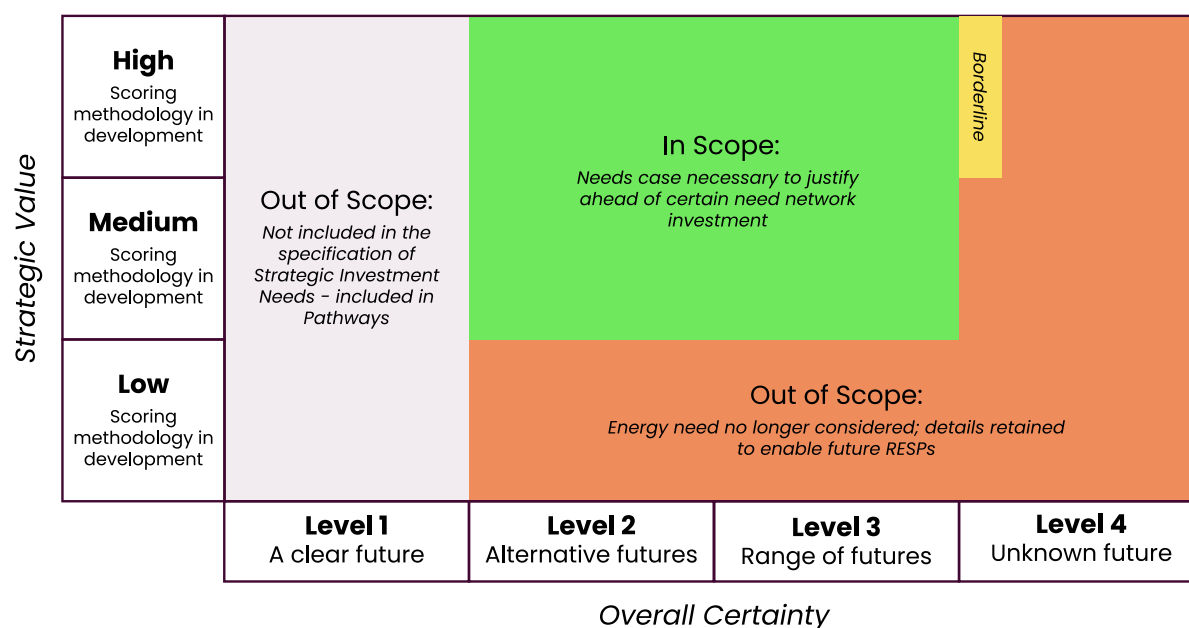 Strategic Value
High
Scoring
methodology in
development
Medium
Scoring
methodology in
development
Low
Scoring
methodology in
development
Out of Scope:
Not included in the
specification of
Strategic Investment
Needs - included in
Pathways
In Scope:
Needs case necessary to justify
ahead of certain need network
investment
Borderline
Out of Scope:
Energy need no longer considered; details retained
to enable future RESPs
Level 1
A clear future
Level 2
Alternative futures
Level 3
Range of futures
Level 4
Unknown future
Overall Certainty